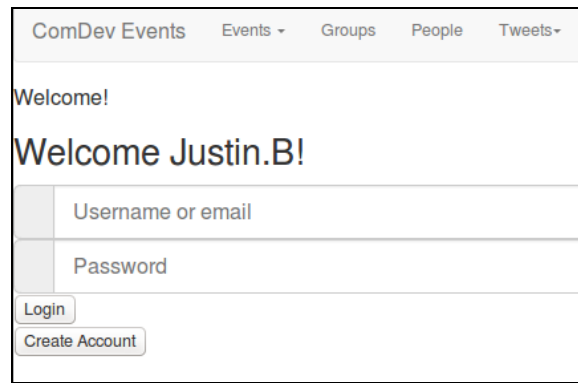 ComDev Events Events Groups People Tweets
Welcome!
Welcome Justin.B!
Username or email
Password
Login
Create Account